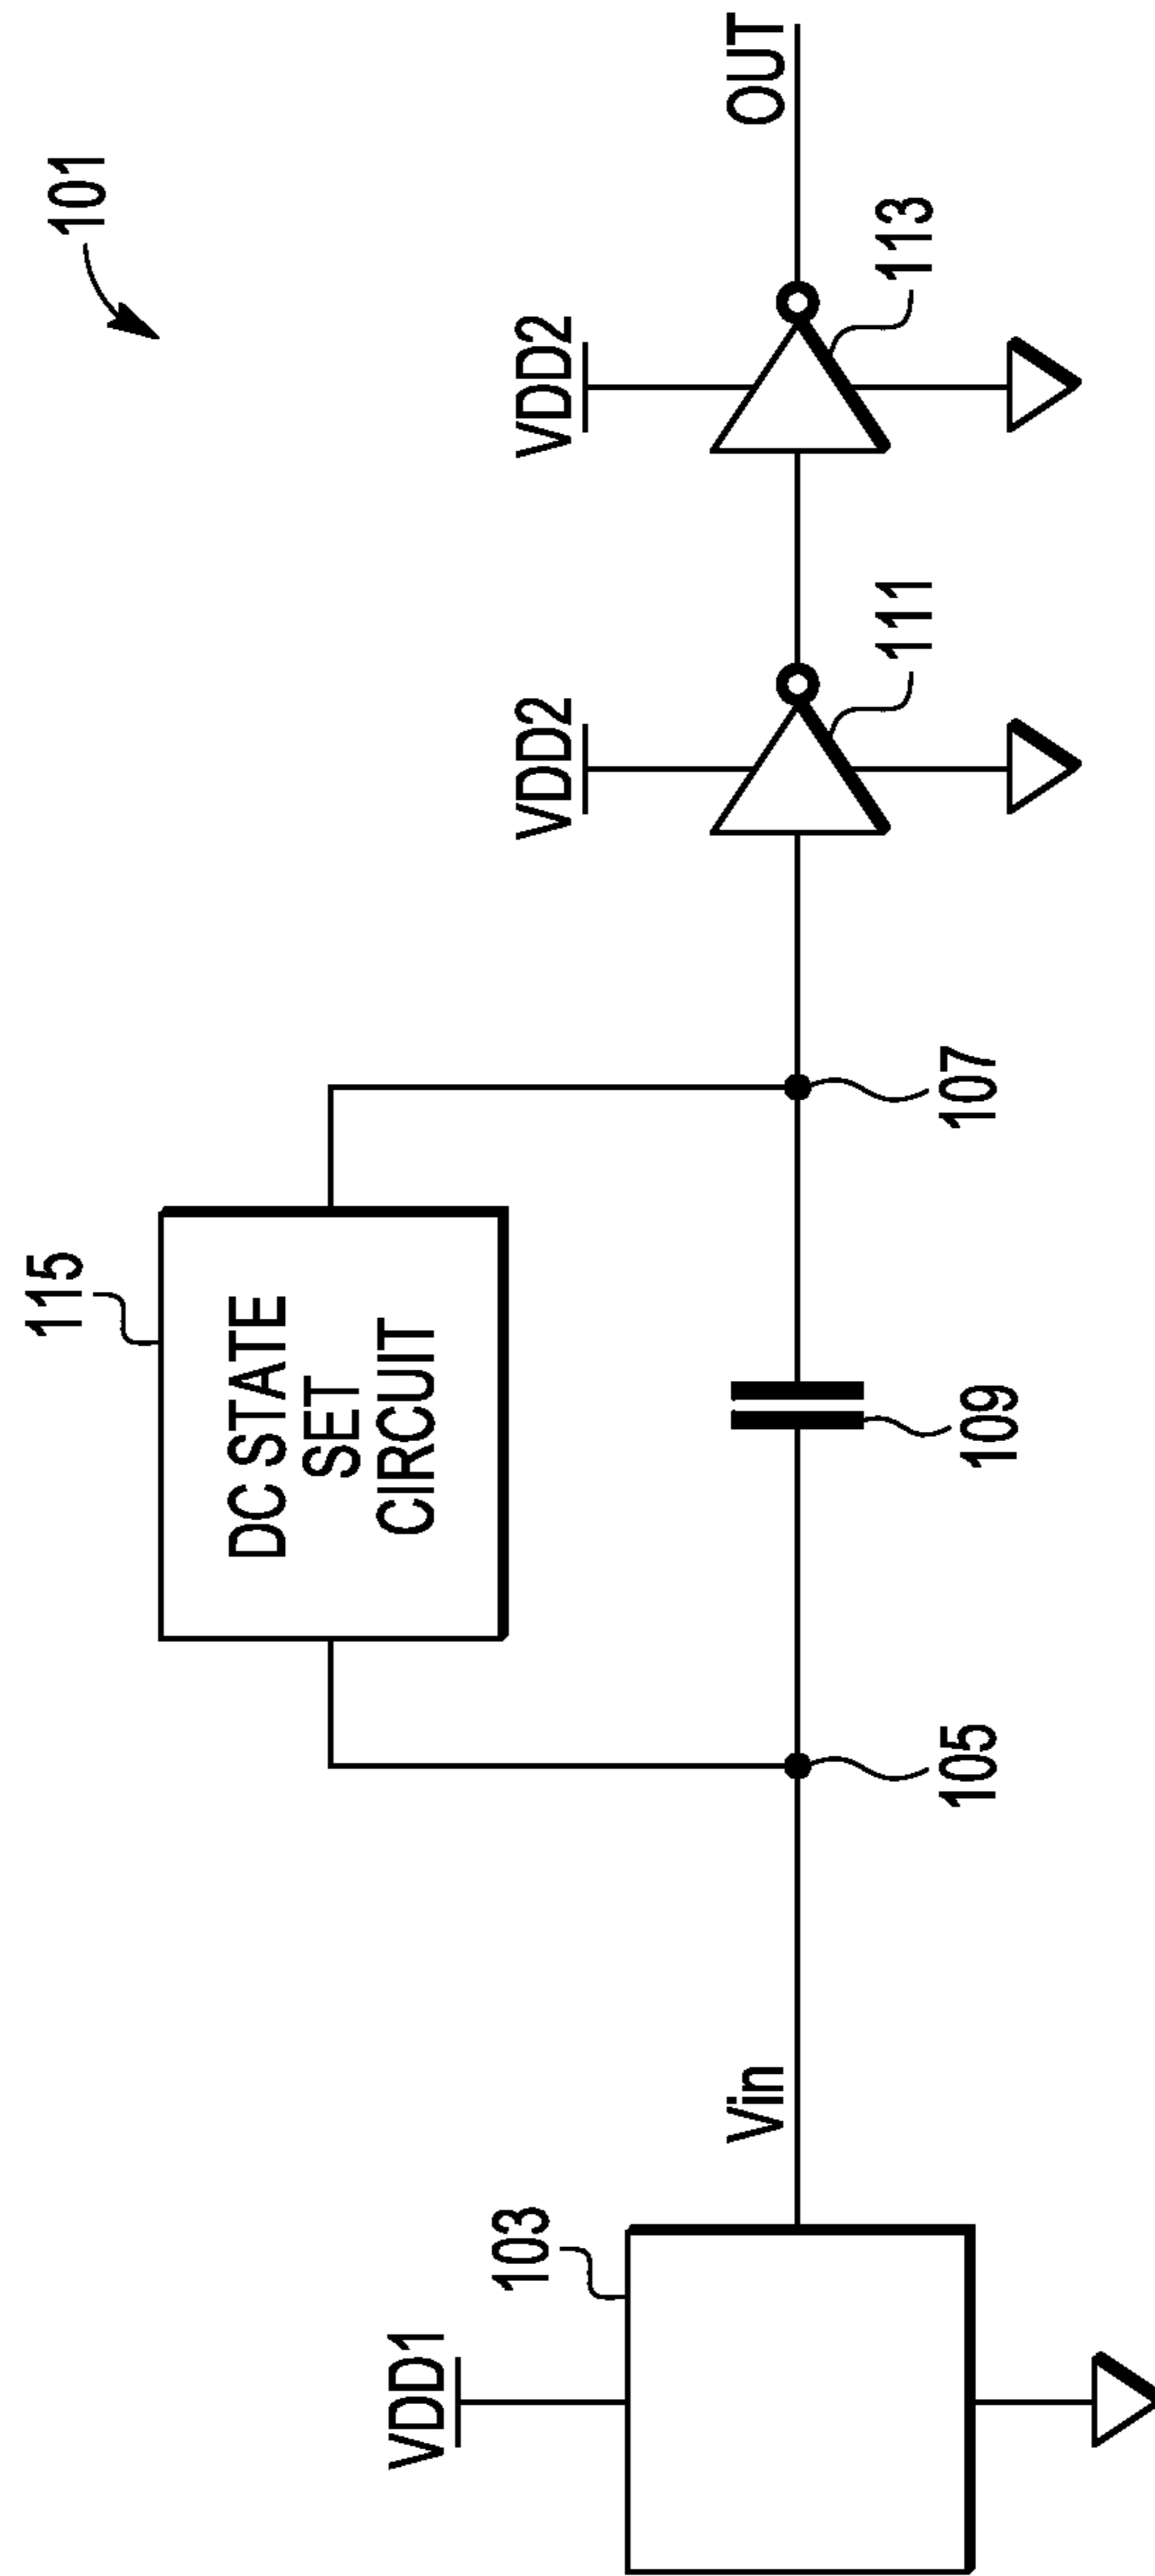 101
115
DC STATE
SET
CIRCUIT
VDD1
103
VDD2
VDD2
Vin
OUT
105
109
107
111
113